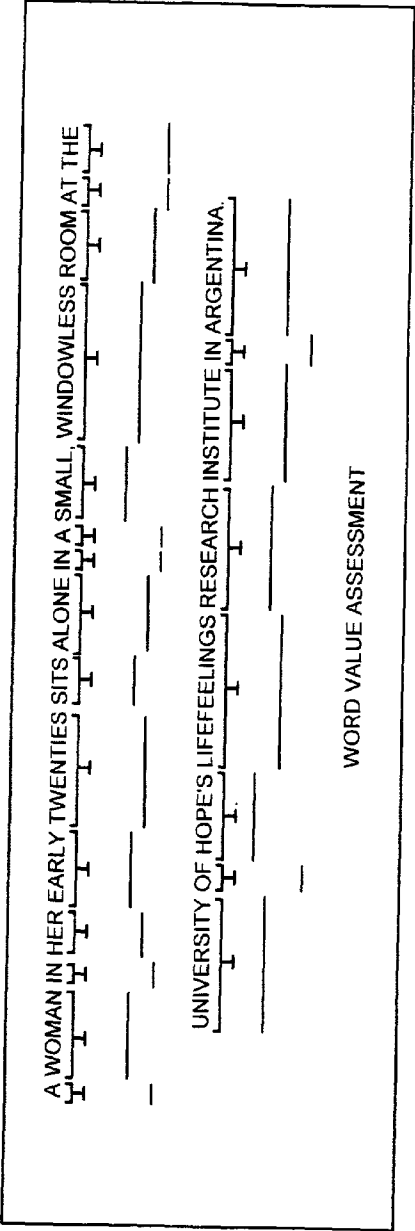 A WOMAN IN HER EARLY TWENTIES SITS ALONE IN A SMALL, WINDOWLESS ROOM AT THE
UNIVERSITY OF HOPE'S LIFEFEELINGS RESEARCH INSTITUTE IN ARGENTINA.
WORD VALUE ASSESSMENT